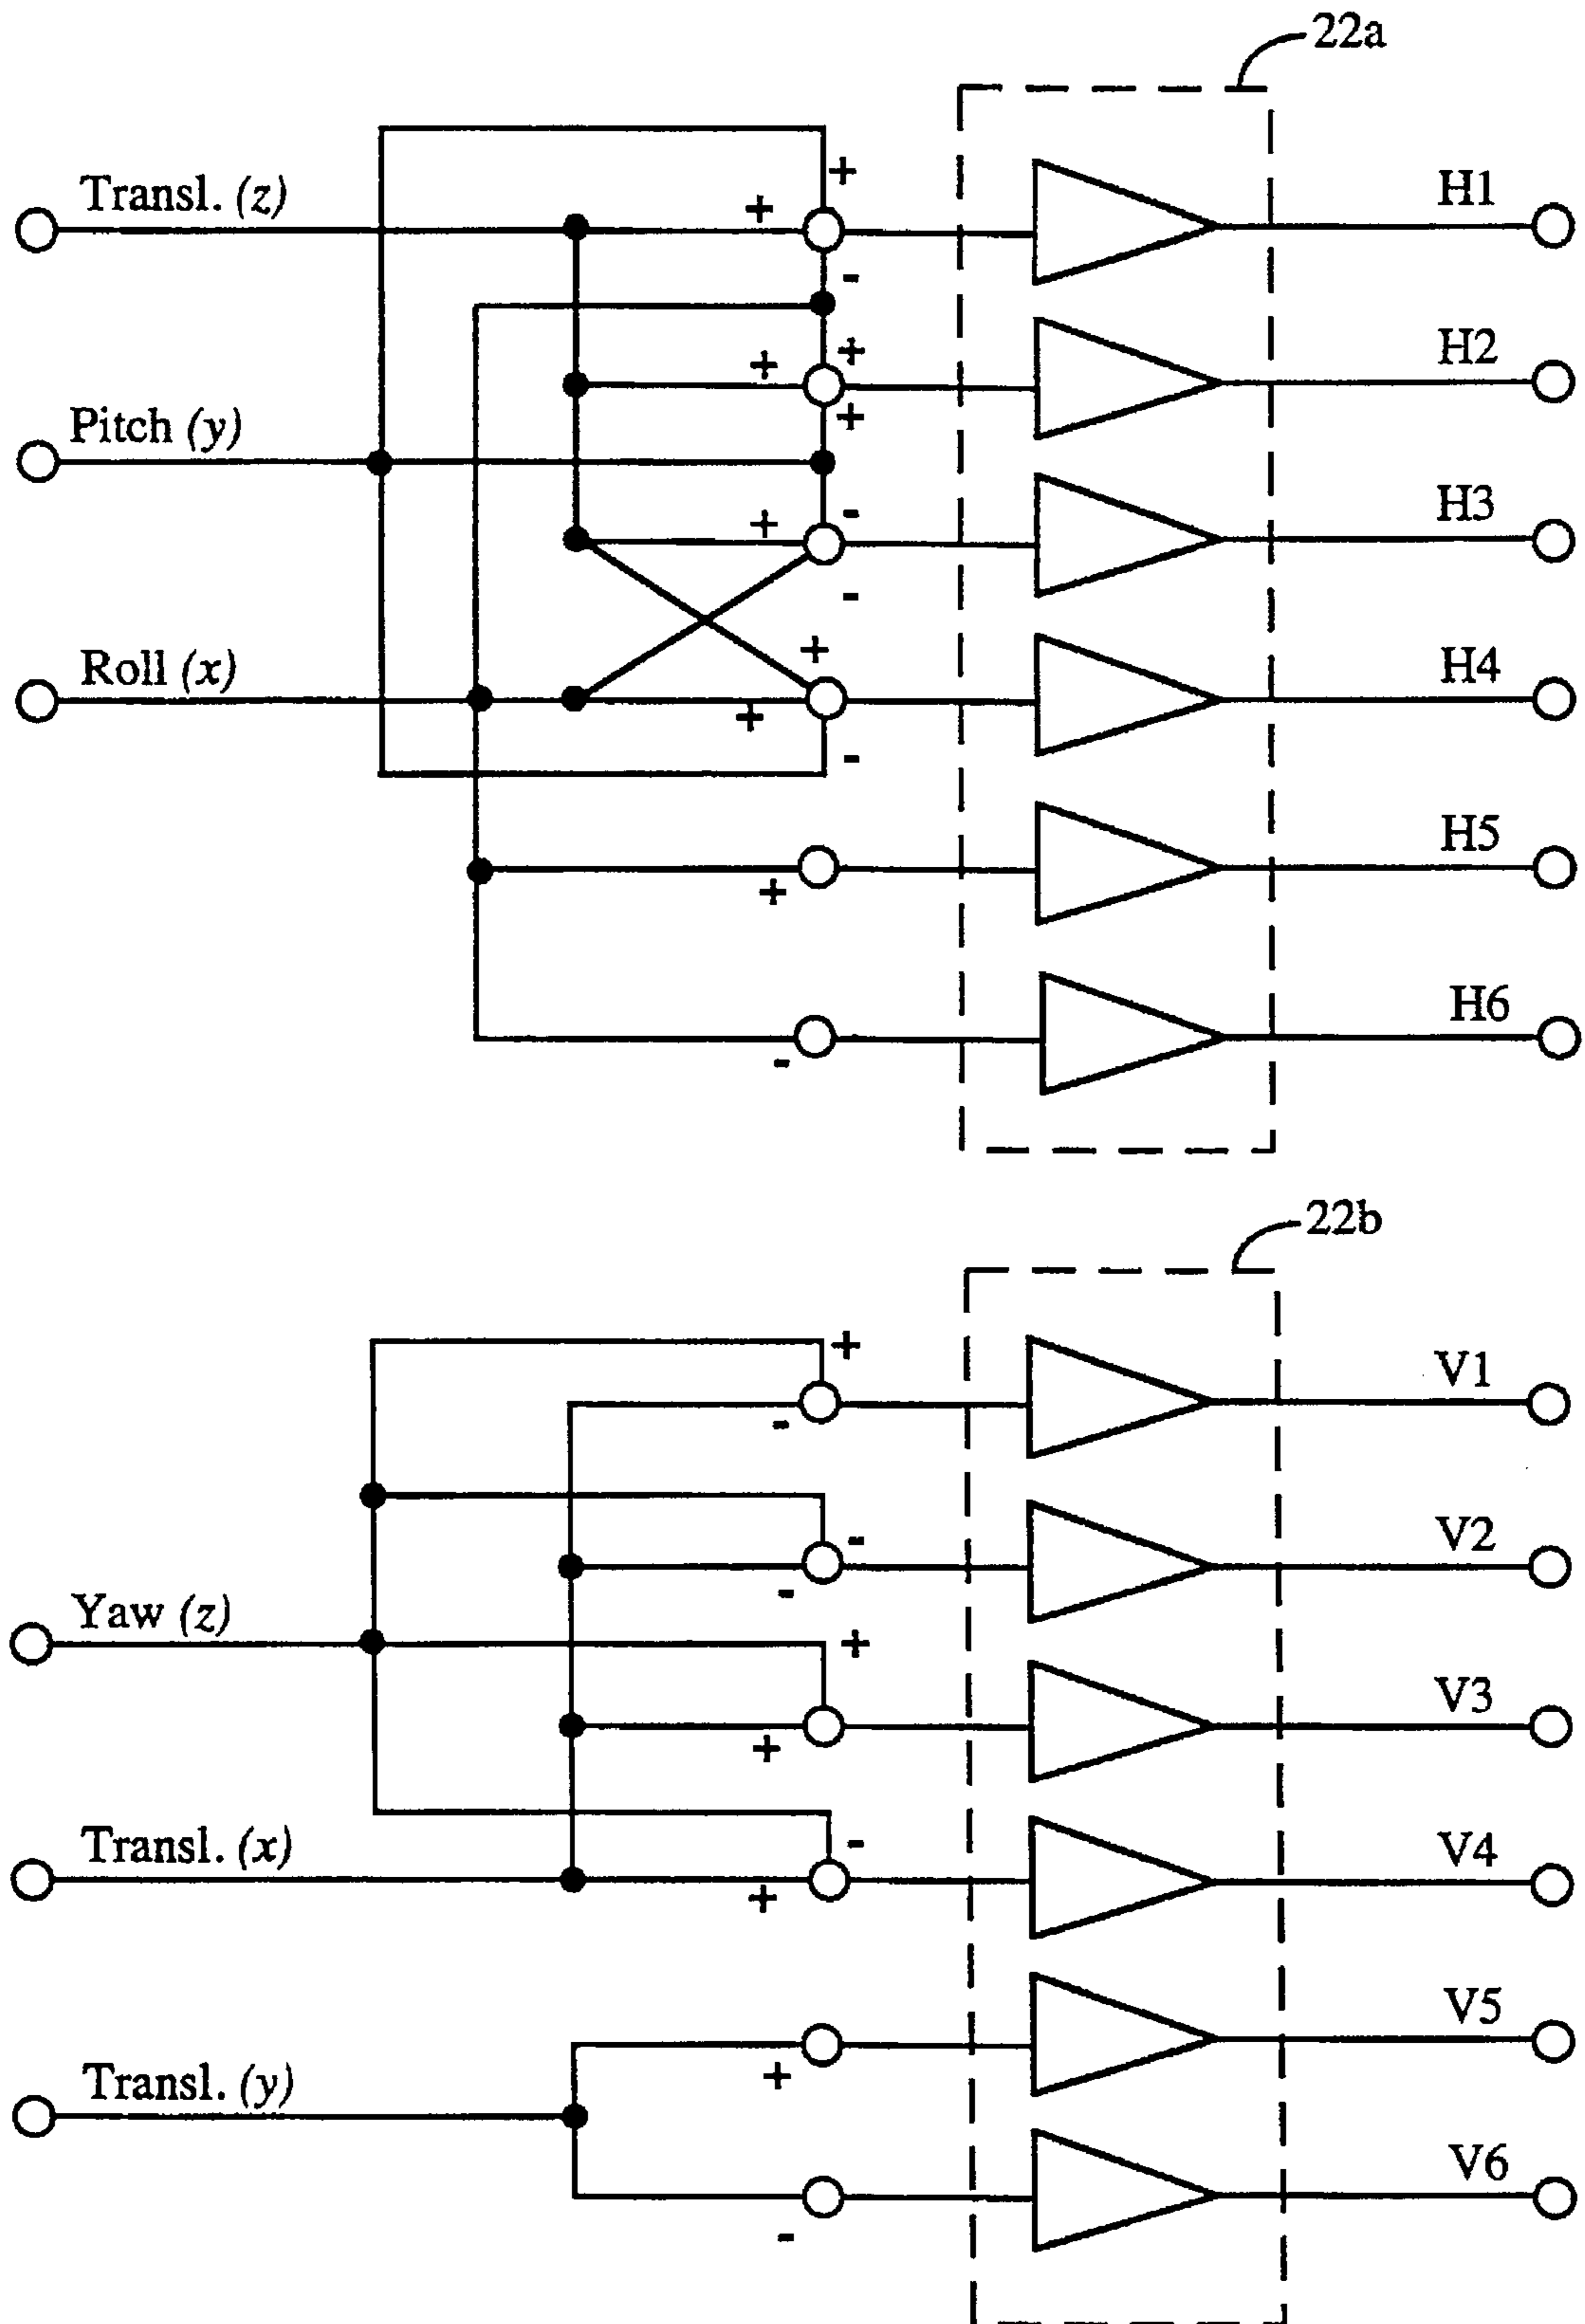 22a
+
Transl. (z)
+
H1
-
+
+
H2
+
Pitch (y)
-
+
H3
-
+
Roll (x)
H4
+
-
H5
+
H6
-
22b
+
V1
-
-
V2
-
Yaw (z)
+
V3
+
Transl. (x)
-
V4
+
V5
+
Transl. (y)
V6
-